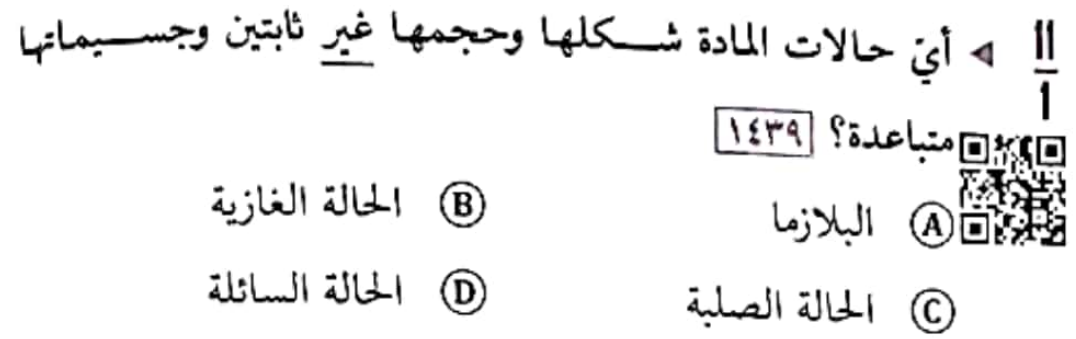 11/1 ◄ أيّ حالات المادة شكلها وحجمها غير ثابتين وجسيماتها
متباعدة؟ ١٤٣٩
A البلازما B الحالة الغازية
C الحالة الصلبة D الحالة السائلة